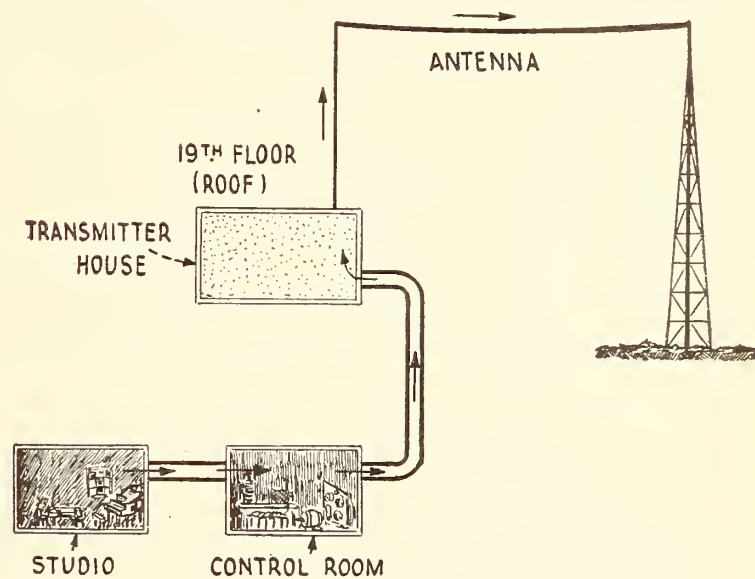 ANTENNA
19TH FLOOR
(ROOF)
TRANSMITTER
HOUSE
STUDIO
CONTROL ROOM